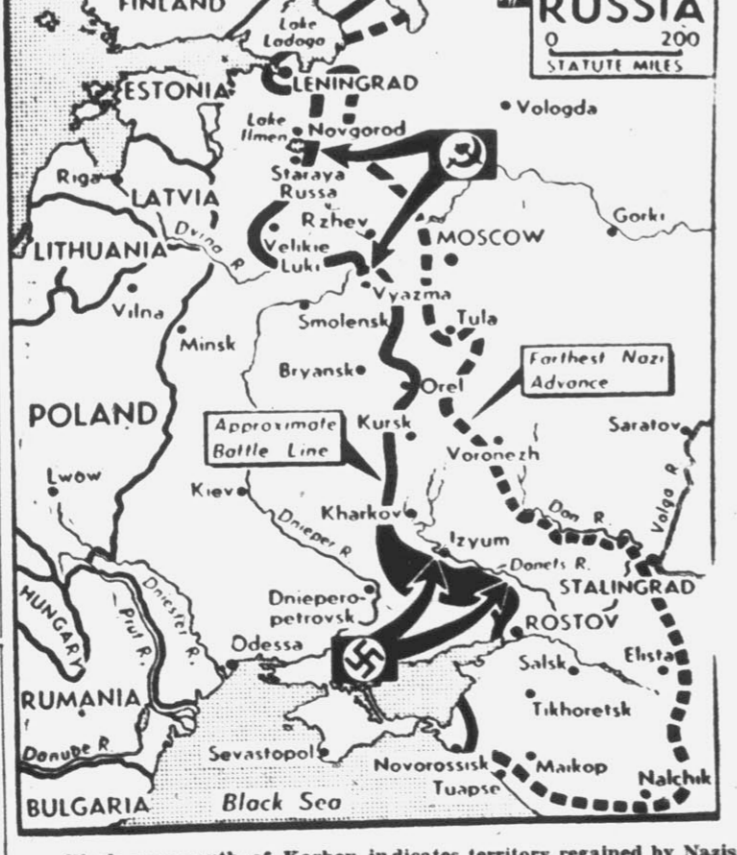 FINLAND
RUSSIA
0 200
STATUTE MILES
Lake
Ladoga
LENINGRAD
ESTONIA
Vologda
Lake
Ilmen
Novgorod
Riga
Staraya
Russa
LATVIA
Rzhev
Gorki
Dvina R.
LITHUANIA
Velikie
Luki
MOSCOW
Vyazma
Vilna
Smolensk
Tula
Minsk
Bryansk
Orel
Farthest Nazi
Advance
POLAND
Approximate
Battle Line
Kursk
Saratov
Voronezh
Lwow
Kiev
Kharkov
Don R.
Volga R.
Dnieper R.
Izyum
Donets R.
STALINGRAD
HUNGARY
Prut R.
Dniester R.
Dniepero-
petrovsk
ROSTOV
Odessa
Salsk
Elista
RUMANIA
Tikhoretsk
Danube R.
Sevastopol
Novorossisk
Maikop
Tuapse
Nalchik
BULGARIA
Black Sea
of Kharkov indicates territory regained by Nazis